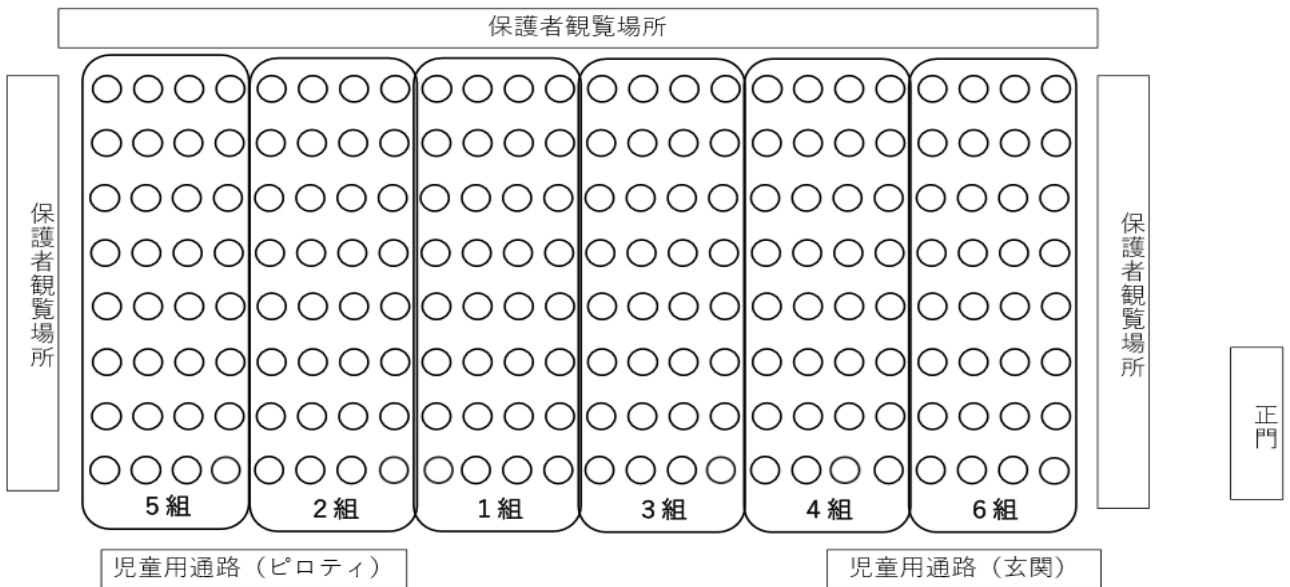 保護者観覧場所
保護者観覧場所
保護者観覧場所
正門
5組
2組
1組
3組
4組
6組
児童用通路（ピロティ）
児童用通路（玄関）